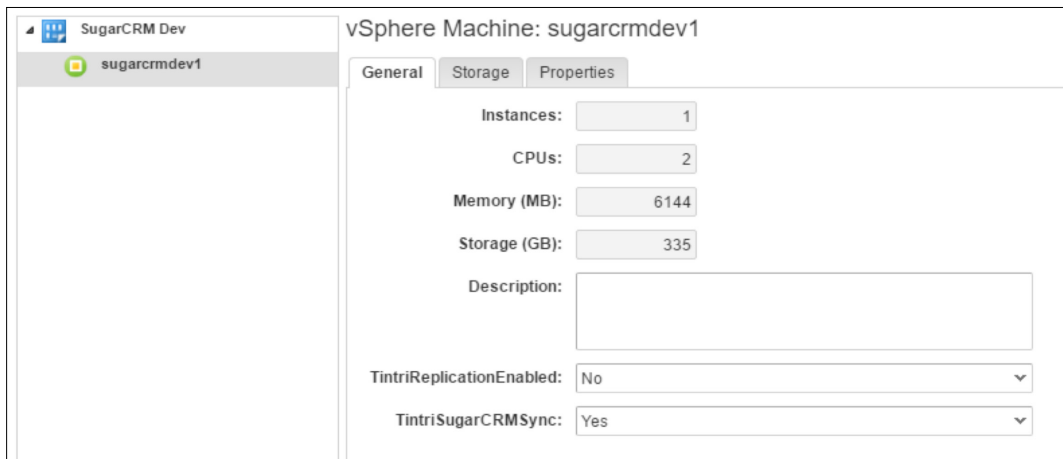 SugarCRM Dev
sugarcrmdev1
vSphere Machine: sugarcrmdev1
General Storage Properties
Instances: 1
CPUs: 2
Memory (MB): 6144
Storage (GB): 335
Description:
TintriReplicationEnabled: No
TintriSugarCRMSync: Yes